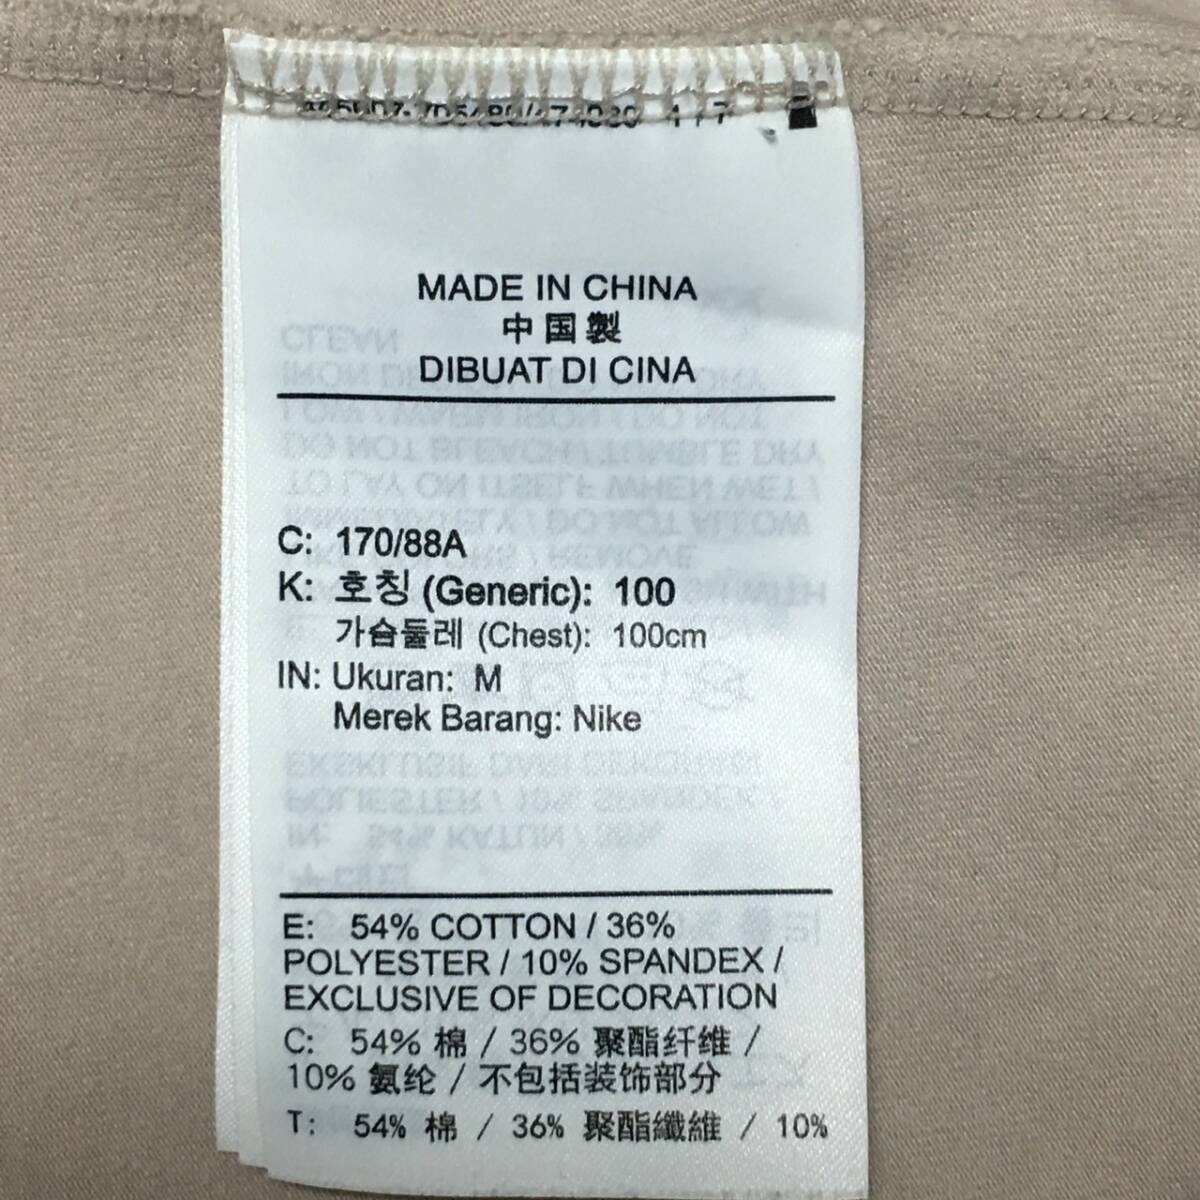 MADE IN CHINA
中国製
DIBUAT DI CINA
C: 170/88A
K: 호칭 (Generic): 100
가슴둘레 (Chest): 100cm
IN: Ukuran: M
Merek Barang: Nike
E: 54% COTTON / 36%
POLYESTER / 10% SPANDEX /
EXCLUSIVE OF DECORATION
C: 54% 棉 / 36% 聚酯纤维 /
10% 氨纶 / 不包括装饰部分
T: 54% 棉 / 36% 聚酯纖維 / 10%